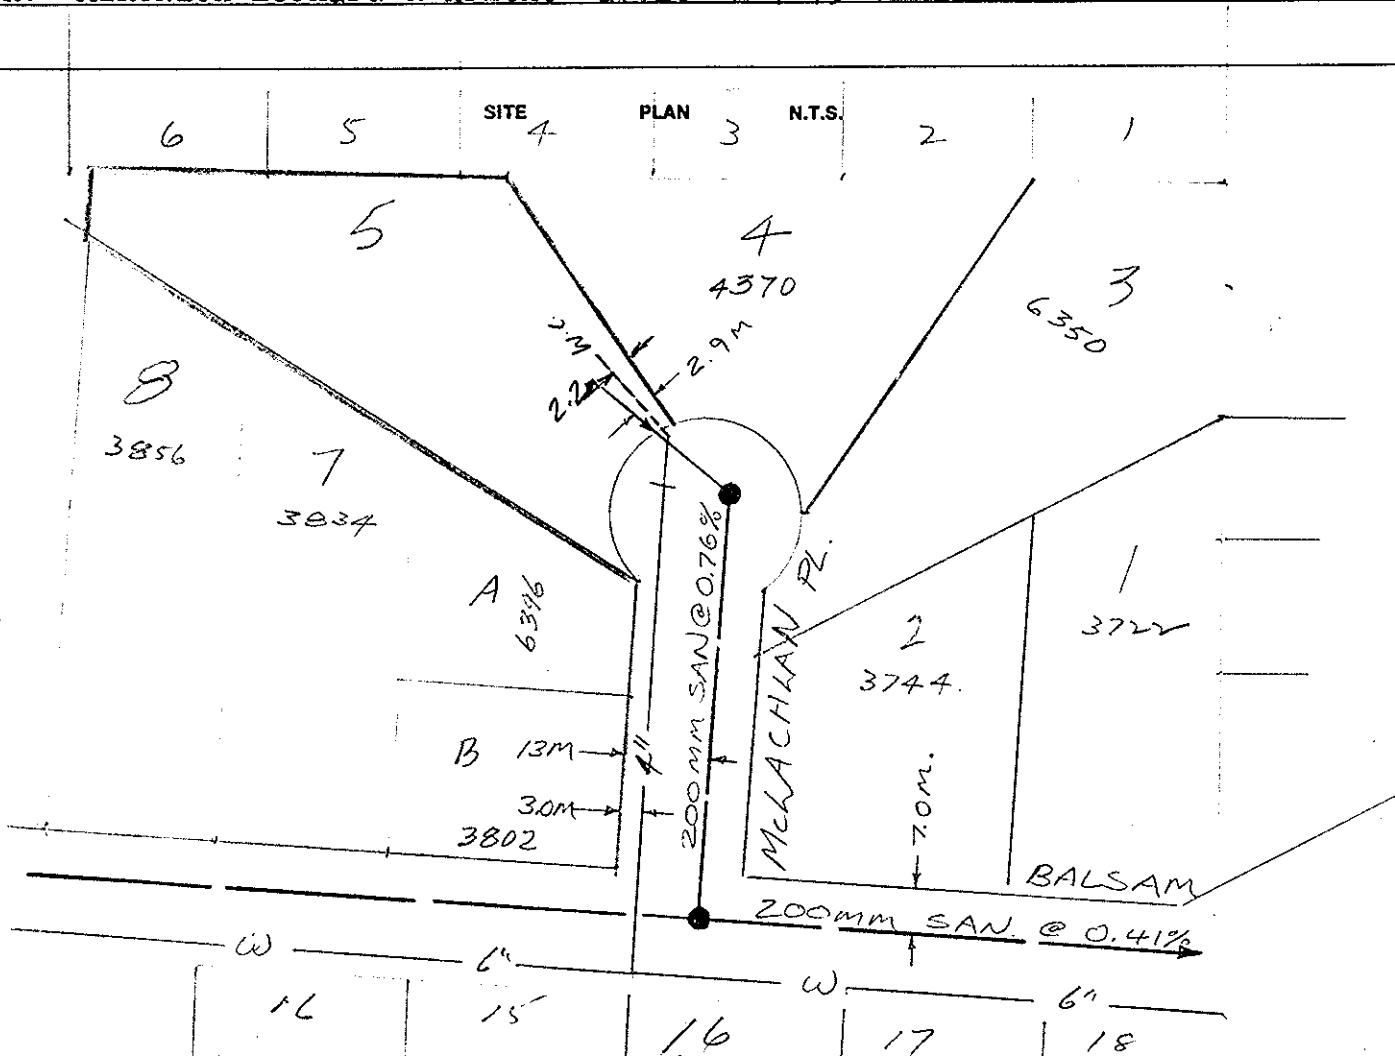 SITE PLAN N.T.S.
6 5 4 3 2 1
5
4
4370
3
6350
2.9M
8
3856
7
3834
A
6396
200MM SAN @ 0.76%
McLACHLAN PL.
1
3722
2
3744.
B 13M
4"
3.0M
3802
7.0M.
BALSAM
200MM SAN. @ 0.41%
W 6" W 6"
16 15 16 17 18